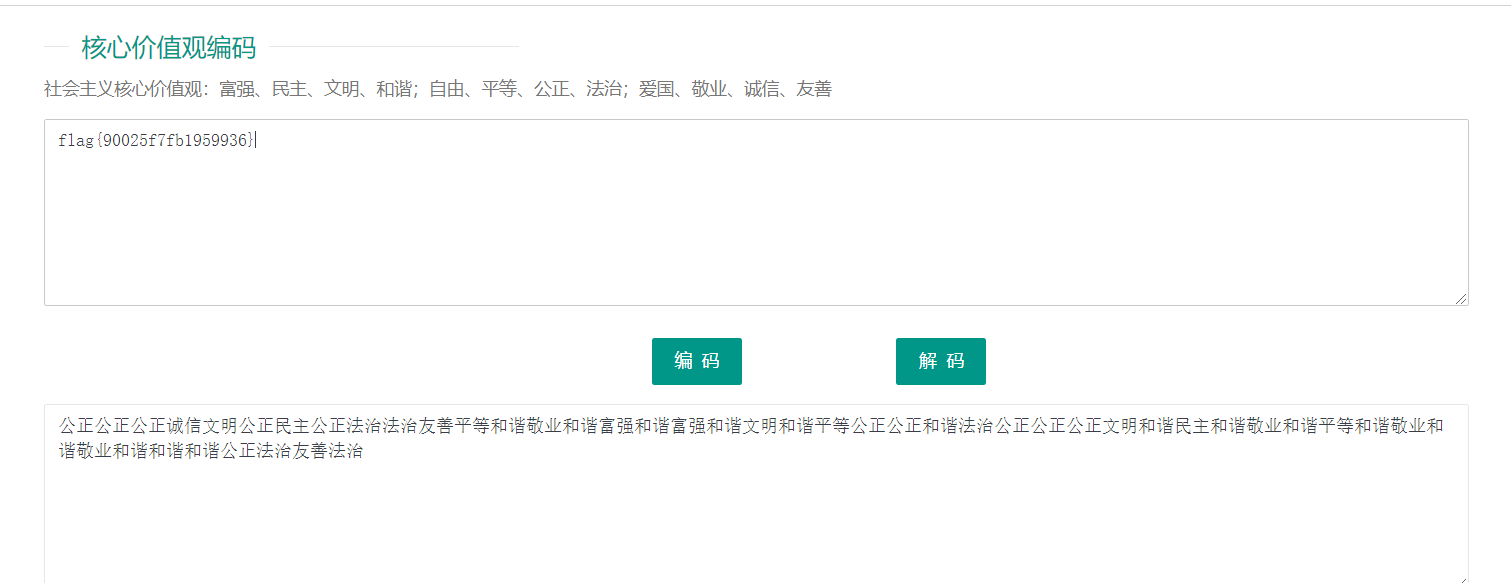 核心价值观编码
社会主义核心价值观：富强、民主、文明、和谐；自由、平等、公正、法治；爱国、敬业、诚信、友善
flag{90025f7fb1959936}
编 码
解 码
公正公正公正诚信文明公正民主公正法治法治友善平等和谐敬业和谐富强和谐富强和谐文明和谐平等公正公正和谐法治公正公正公正文明和谐民主和谐敬业和谐平等和谐敬业和
谐敬业和谐和谐和谐公正法治友善法治